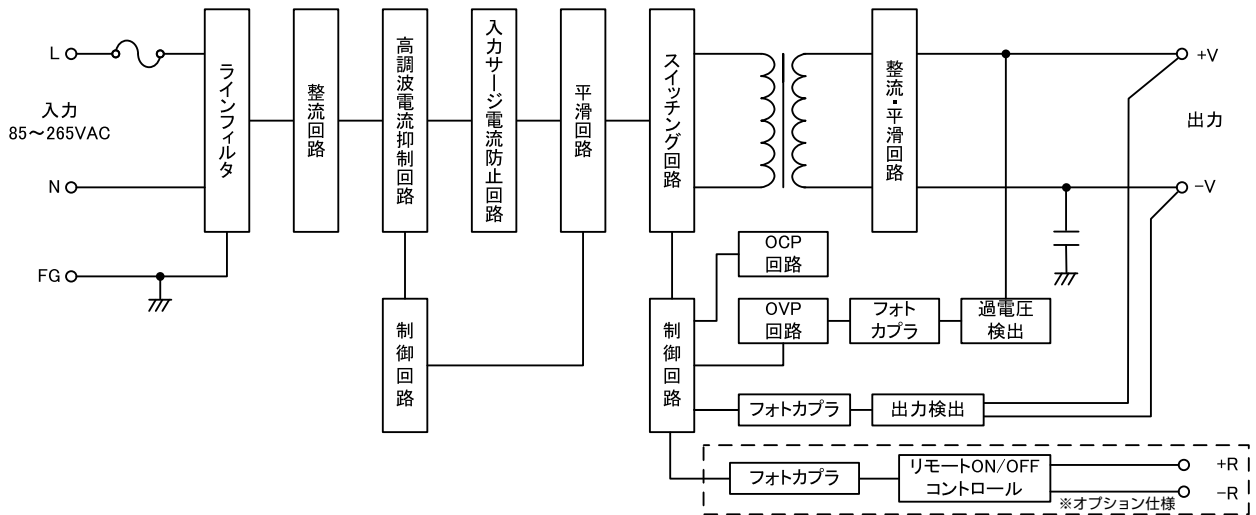 L
入力
85～265VAC
N
FG
ラインフィルタ
整流回路
高調波電流抑制回路
入力サージ電流防止回路
平滑回路
スイッチング回路
整流・平滑回路
+V
出力
−V
制御回路
制御回路
OCP
回路
OVP
回路
フォト
カプラ
過電圧
検出
フォトカプラ
出力検出
フォトカプラ
リモートON/OFF
コントロール
+R
−R
※オプション仕様